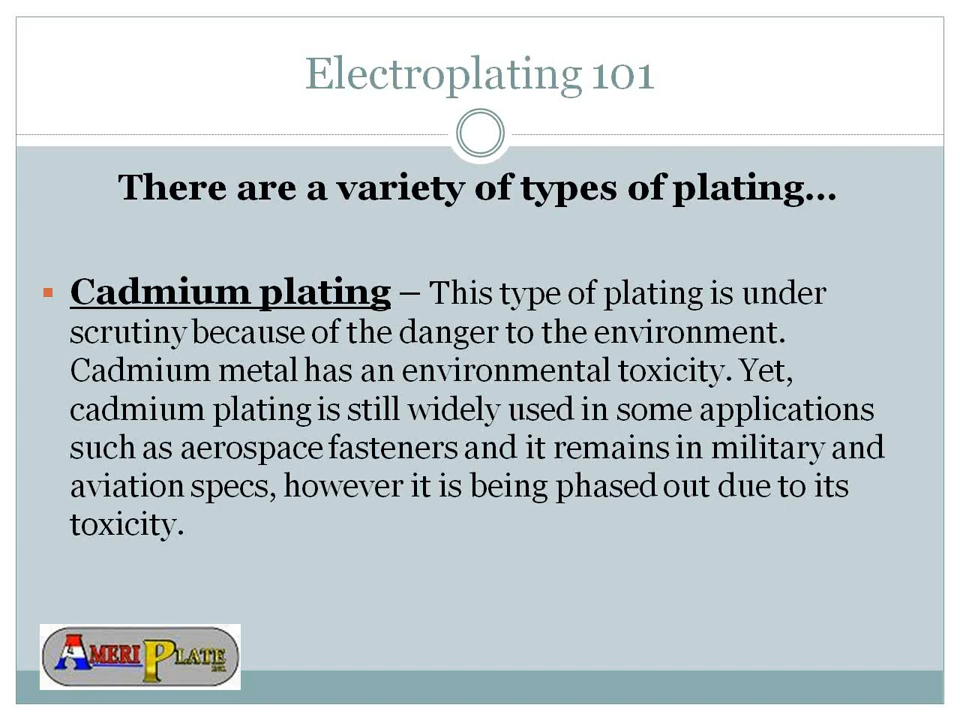 Electroplating 101
There are a variety of types of plating…
▪ Cadmium plating – This type of plating is under
scrutiny because of the danger to the environment.
Cadmium metal has an environmental toxicity. Yet,
cadmium plating is still widely used in some applications
such as aerospace fasteners and it remains in military and
aviation specs, however it is being phased out due to its
toxicity.
AMERI PLATE INC.